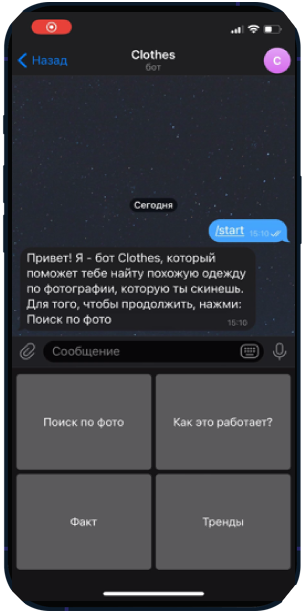 Назад
Clothes
бот
С
Сегодня
/start 15:10
Привет! Я - бот Clothes, который
поможет тебе найту похожую одежду
по фотографии, которую ты скинешь.
Для того, чтобы продолжить, нажми:
Поиск по фото
15:10
Сообщение
Поиск по фото
Как это работает?
Факт
Тренды